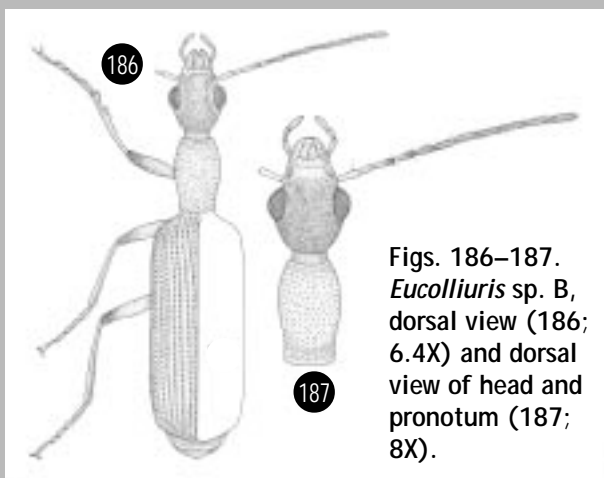 186
187
Figs. 186–187.
Eucolliuris sp. B,
dorsal view (186;
6.4X) and dorsal
view of head and
pronotum (187;
8X).